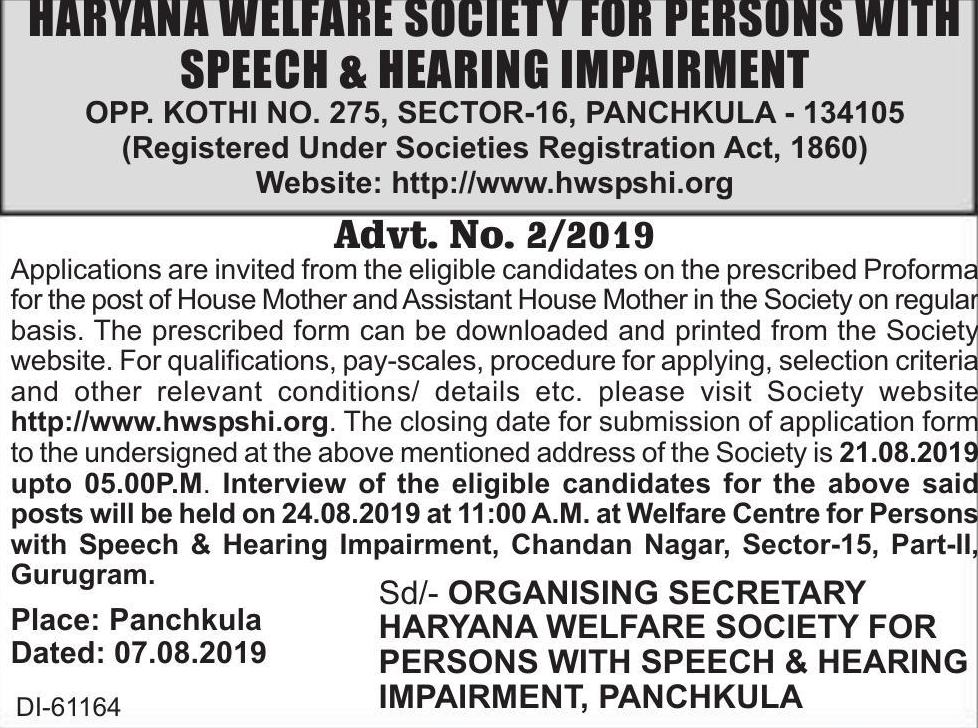 HARYANA WELFARE SOCIETY FOR PERSONS WITH
SPEECH & HEARING IMPAIRMENT
OPP. KOTHI NO. 275, SECTOR-16, PANCHKULA - 134105
(Registered Under Societies Registration Act, 1860)
Website: http://www.hwspshi.org
Advt. No. 2/2019
Applications are invited from the eligible candidates on the prescribed Proforma
for the post of House Mother and Assistant House Mother in the Society on regular
basis. The prescribed form can be downloaded and printed from the Society
website. For qualifications, pay-scales, procedure for applying, selection criteria
and other relevant conditions/ details etc. please visit Society website
http://www.hwspshi.org. The closing date for submission of application form
to the undersigned at the above mentioned address of the Society is 21.08.2019
upto 05.00P.M. Interview of the eligible candidates for the above said
posts will be held on 24.08.2019 at 11:00 A.M. at Welfare Centre for Persons
with Speech & Hearing Impairment, Chandan Nagar, Sector-15, Part-II,
Gurugram.
Place: Panchkula
Dated: 07.08.2019
DI-61164
Sd/- ORGANISING SECRETARY
HARYANA WELFARE SOCIETY FOR
PERSONS WITH SPEECH & HEARING
IMPAIRMENT, PANCHKULA